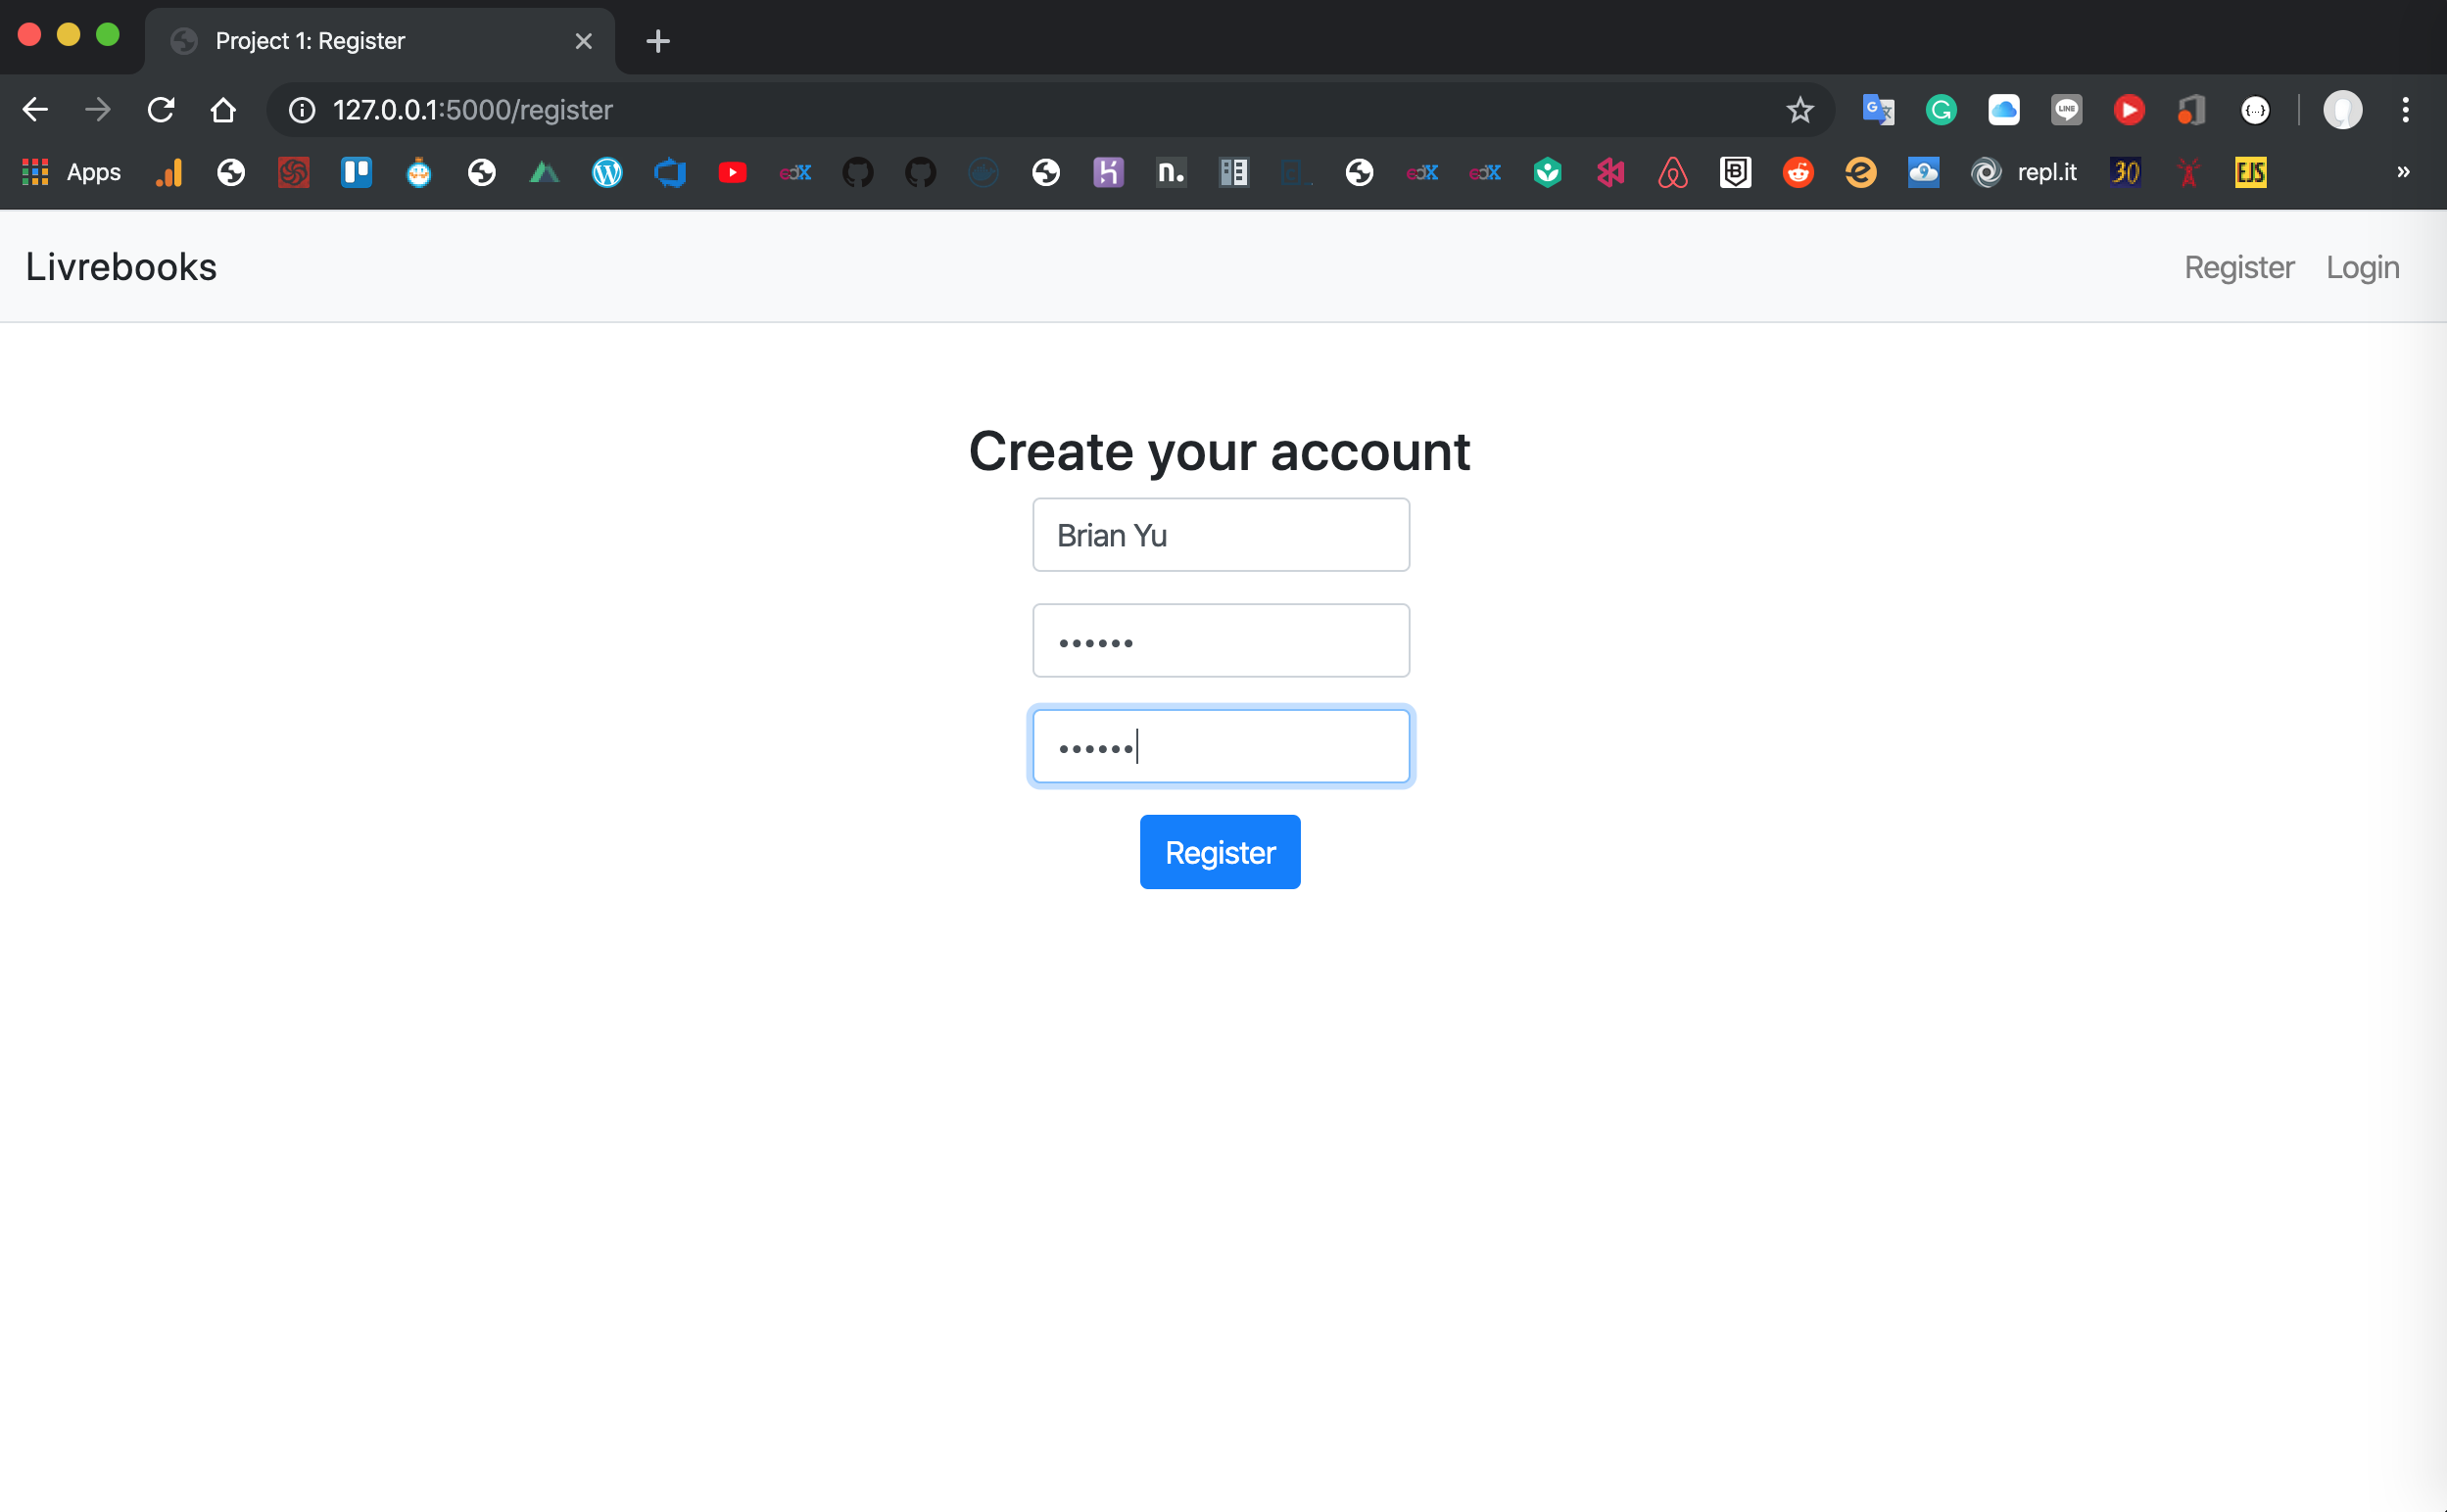 Project 1: Register
127.0.0.1:5000/register
Apps
repl.it
Livrebooks
Register Login
Create your account
Brian Yu
••••••
••••••
Register